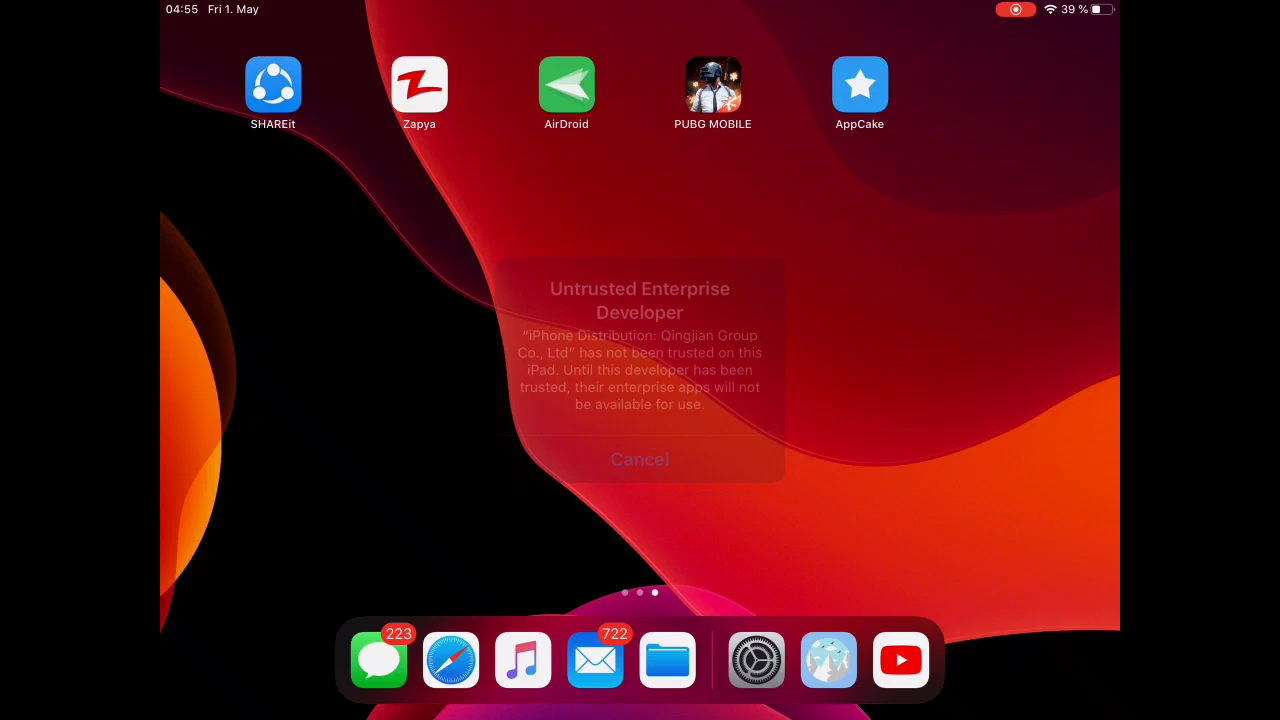 04:55 Fri 1. May
39 %
SHAREit
Zapya
AirDroid
PUBG MOBILE
AppCake
Untrusted Enterprise
Developer
“iPhone Distribution: Qingjian Group
Co., Ltd” has not been trusted on this
iPad. Until this developer has been
trusted, their enterprise apps will not
be available for use.
Cancel
223
722